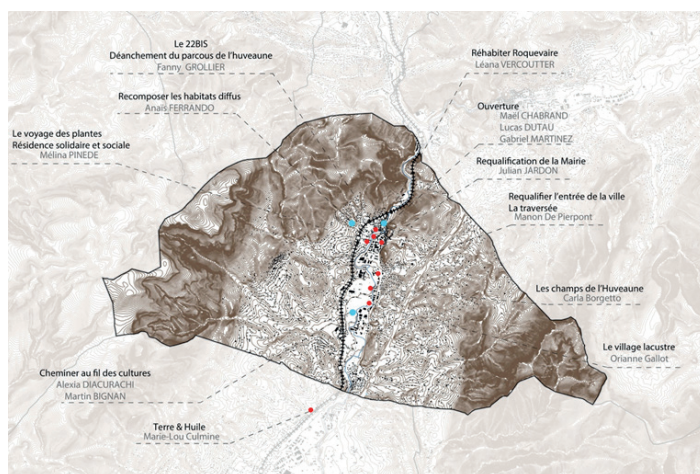 Le 22BIS
Déanchement du parcous de l'huveaune
Fanny GROLLIER
Recomposer les habitats diffus
Anaïs FERRANDO
Le voyage des plantes
Résidence solidaire et sociale
Mélina PINEDE
Cheminer au fil des cultures
Alexia DIACURACHI
Martin BIGNAN
Terre & Huile
Marie-Lou Culmine
Réhabiter Roquevaire
Léana VERCOUTTER
Ouverture
Maël CHABRAND
Lucas DUTAU
Gabriel MARTINEZ
Requalification de la Mairie
Julian JARDON
Requalifier l'entrée de la ville
La traversée
Manon De Pierpont
Les champs de l'Huveaune
Carla Borgetto
Le village lacustre
Orianne Gallot